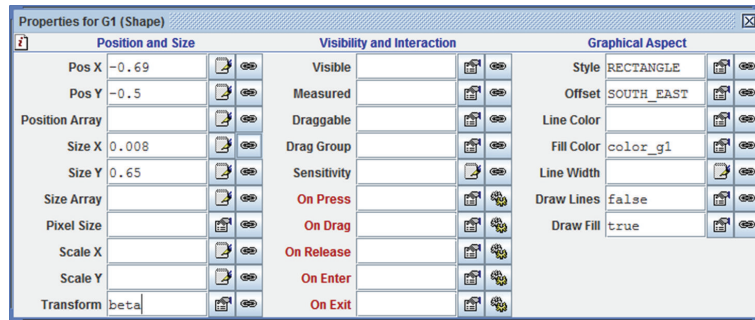 Properties for G1 (Shape)
Position and Size Visibility and Interaction Graphical Aspect
Pos X -0.69 Visible Style RECTANGLE
Pos Y -0.5 Measured Offset SOUTH_EAST
Position Array Draggable Line Color
Size X 0.008 Drag Group Fill Color color_g1
Size Y 0.65 Sensitivity Line Width
Size Array On Press Draw Lines false
Pixel Size On Drag Draw Fill true
Scale X On Release
Scale Y On Enter
Transform beta On Exit